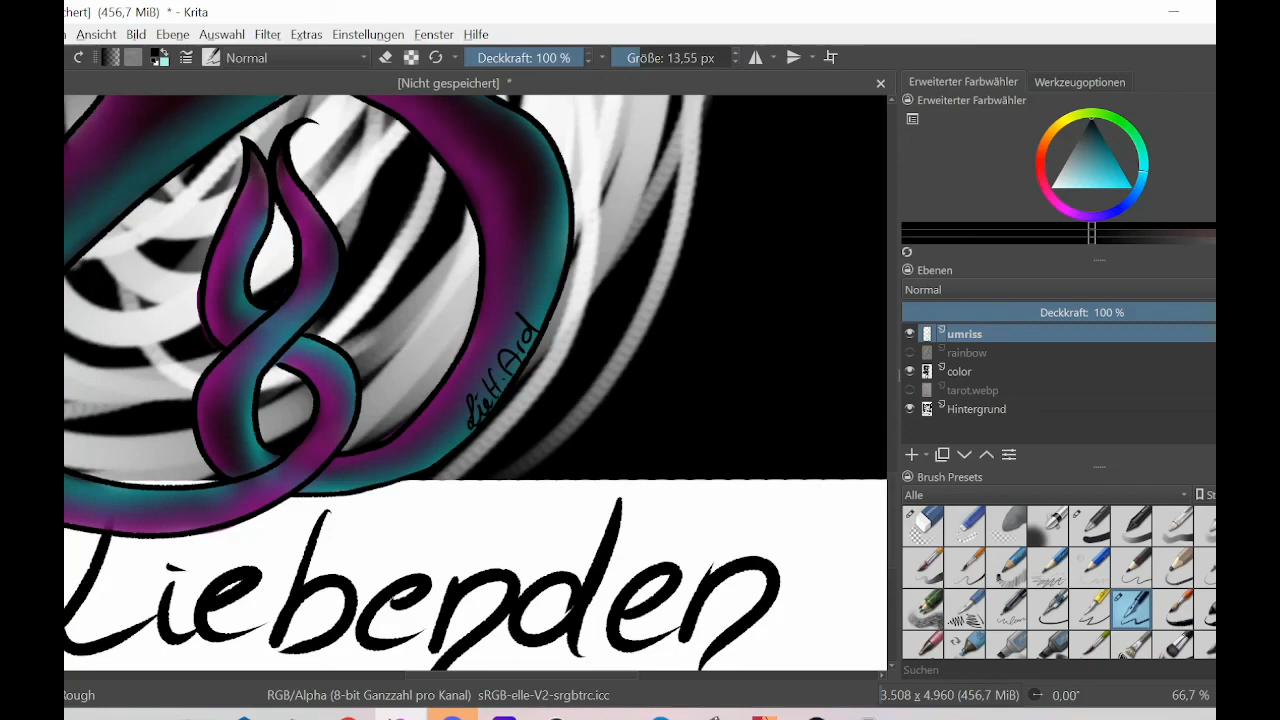 chert] (456,7 MiB) * - Krita
Ansicht Bild Ebene Auswahl Filter Extras Einstellungen Fenster Hilfe
Normal Deckkraft: 100 % Größe: 13,55 px
[Nicht gespeichert] *
Erweiterter Farbwähler Werkzeugoptionen
Erweiterter Farbwähler
Ebenen
Normal
Deckkraft: 100 %
umriss
rainbow
color
tarot.webp
Hintergrund
Brush Presets
Alle St
Suchen
LieH.Ard
Liebenden
Rough RGB/Alpha (8-bit Ganzzahl pro Kanal) sRGB-elle-V2-srgbtrc.icc 3.508 x 4.960 (456,7 MiB) 0,00° 66,7 %